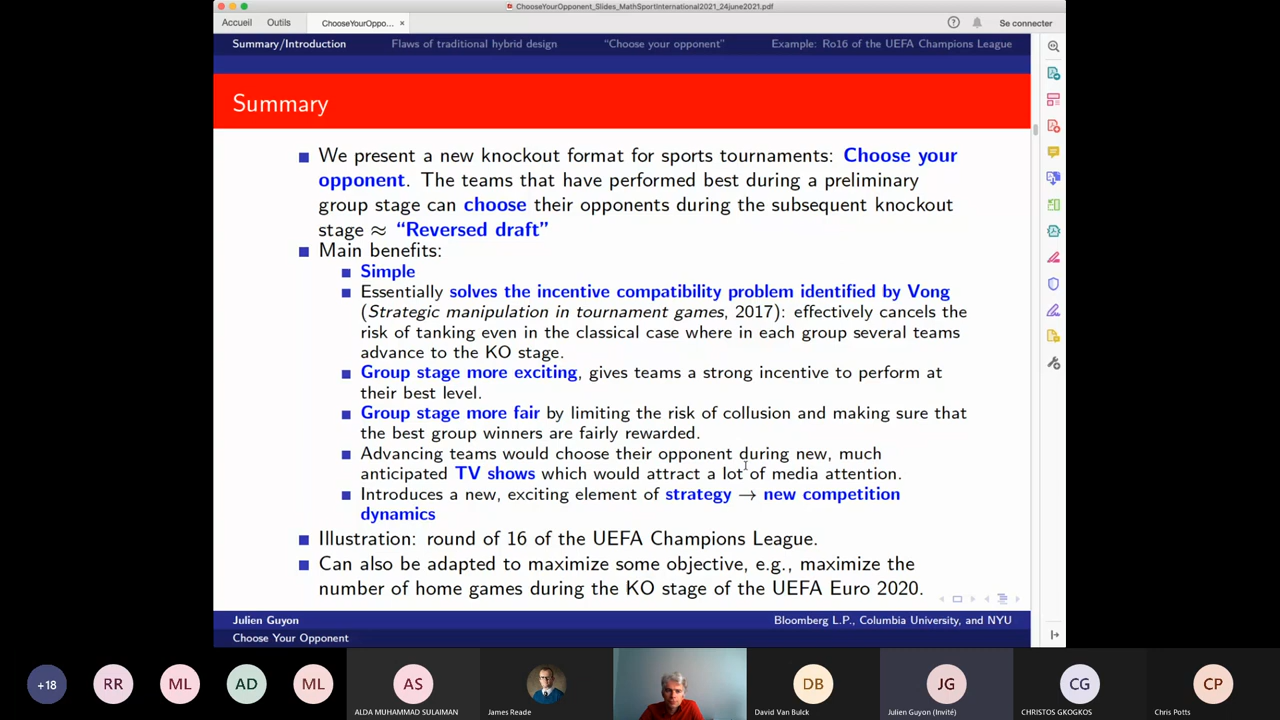 ChooseYourOpponent_Slides_MathSportInternational2021_24june2021.pdf
Accueil Outils ChooseYourOppo... × ? Se connecter
Summary/Introduction Flaws of traditional hybrid design “Choose your opponent” Example: Ro16 of the UEFA Champions League
Summary
We present a new knockout format for sports tournaments: Choose your
opponent. The teams that have performed best during a preliminary
group stage can choose their opponents during the subsequent knockout
stage ≈ “Reversed draft”
Main benefits:
Simple
Essentially solves the incentive compatibility problem identified by Vong
(Strategic manipulation in tournament games, 2017): effectively cancels the
risk of tanking even in the classical case where in each group several teams
advance to the KO stage.
Group stage more exciting, gives teams a strong incentive to perform at
their best level.
Group stage more fair by limiting the risk of collusion and making sure that
the best group winners are fairly rewarded.
Advancing teams would choose their opponent during new, much
anticipated TV shows which would attract a lot of media attention.
Introduces a new, exciting element of strategy → new competition
dynamics
Illustration: round of 16 of the UEFA Champions League.
Can also be adapted to maximize some objective, e.g., maximize the
number of home games during the KO stage of the UEFA Euro 2020.
Julien Guyon Bloomberg L.P., Columbia University, and NYU
Choose Your Opponent
+18 RR ML AD ML AS DB JG CG CP
ALDA MUHAMMAD SULAIMAN James Reade David Van Bulck Julien Guyon (Invité) CHRISTOS GKOGKOS Chris Potts